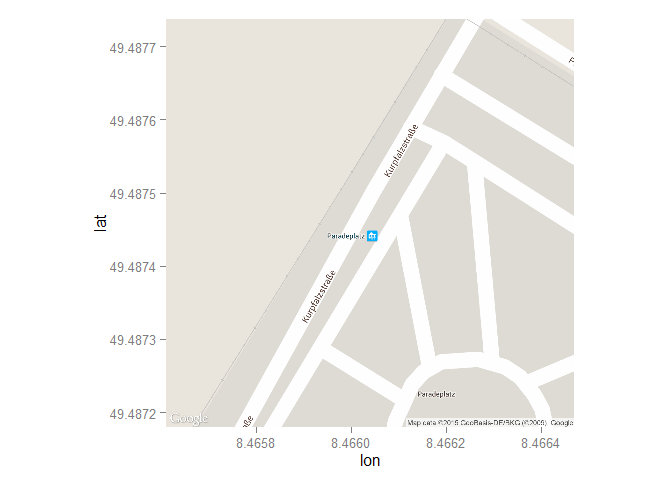 49.4877
49.4876
49.4875
49.4874
49.4873
49.4872
lat
Kurpfalzstraße
Paradeplatz
Kurpfalzstraße
Paradeplatz
aße
P
Google
Map data ©2015 GeoBasis-DE/BKG (©2009), Google
8.4658
8.4660
8.4662
8.4664
lon